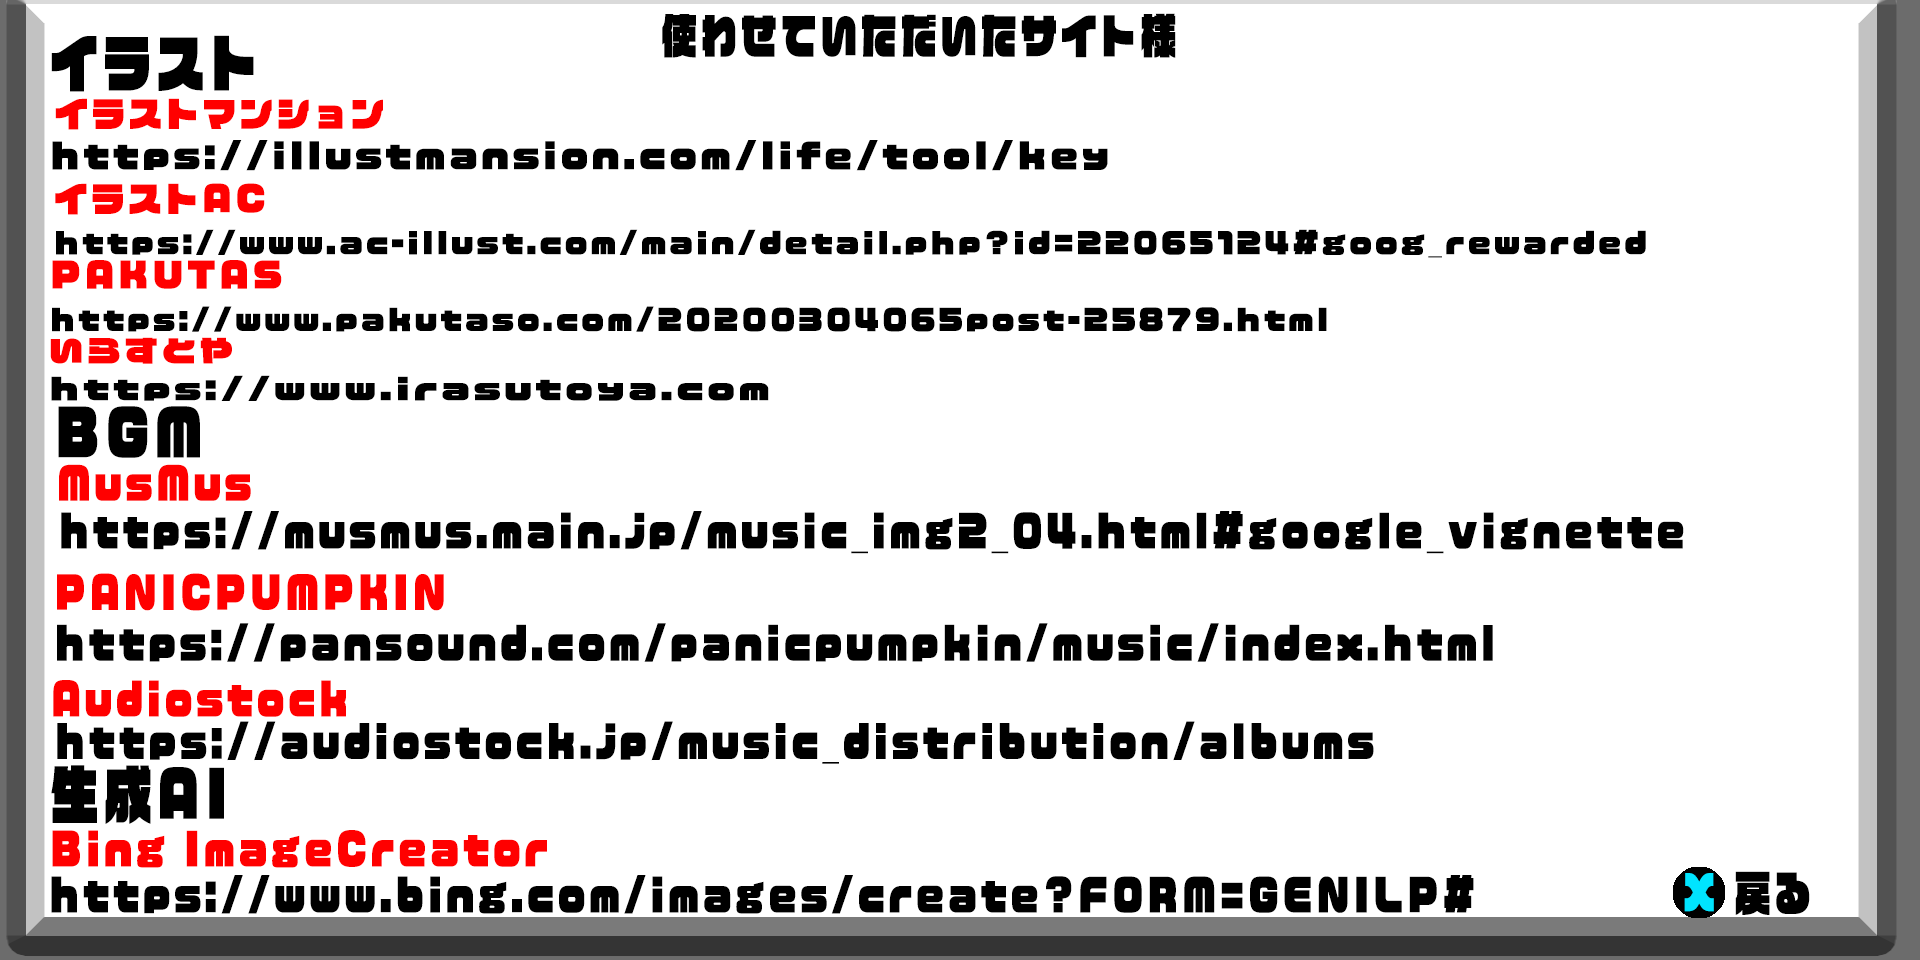 使わせていただいたサイト様
イラスト
イラストマンション
https://illustmansion.com/life/tool/key
イラストAC
https://www.ac-illust.com/main/detail.php?id=22065124#goog_rewarded
PAKUTAS
https://www.pakutaso.com/20200304065post-25879.html
いらすとや
https://www.irasutoya.com
BGM
MusMus
https://musmus.main.jp/music_img2_04.html#google_vignette
PANICPUMPKIN
https://pansound.com/panicpumpkin/music/index.html
Audiostock
https://audiostock.jp/music_distribution/albums
生成AI
Bing ImageCreator
https://www.bing.com/images/create?FORM=GENILP#
X 戻る